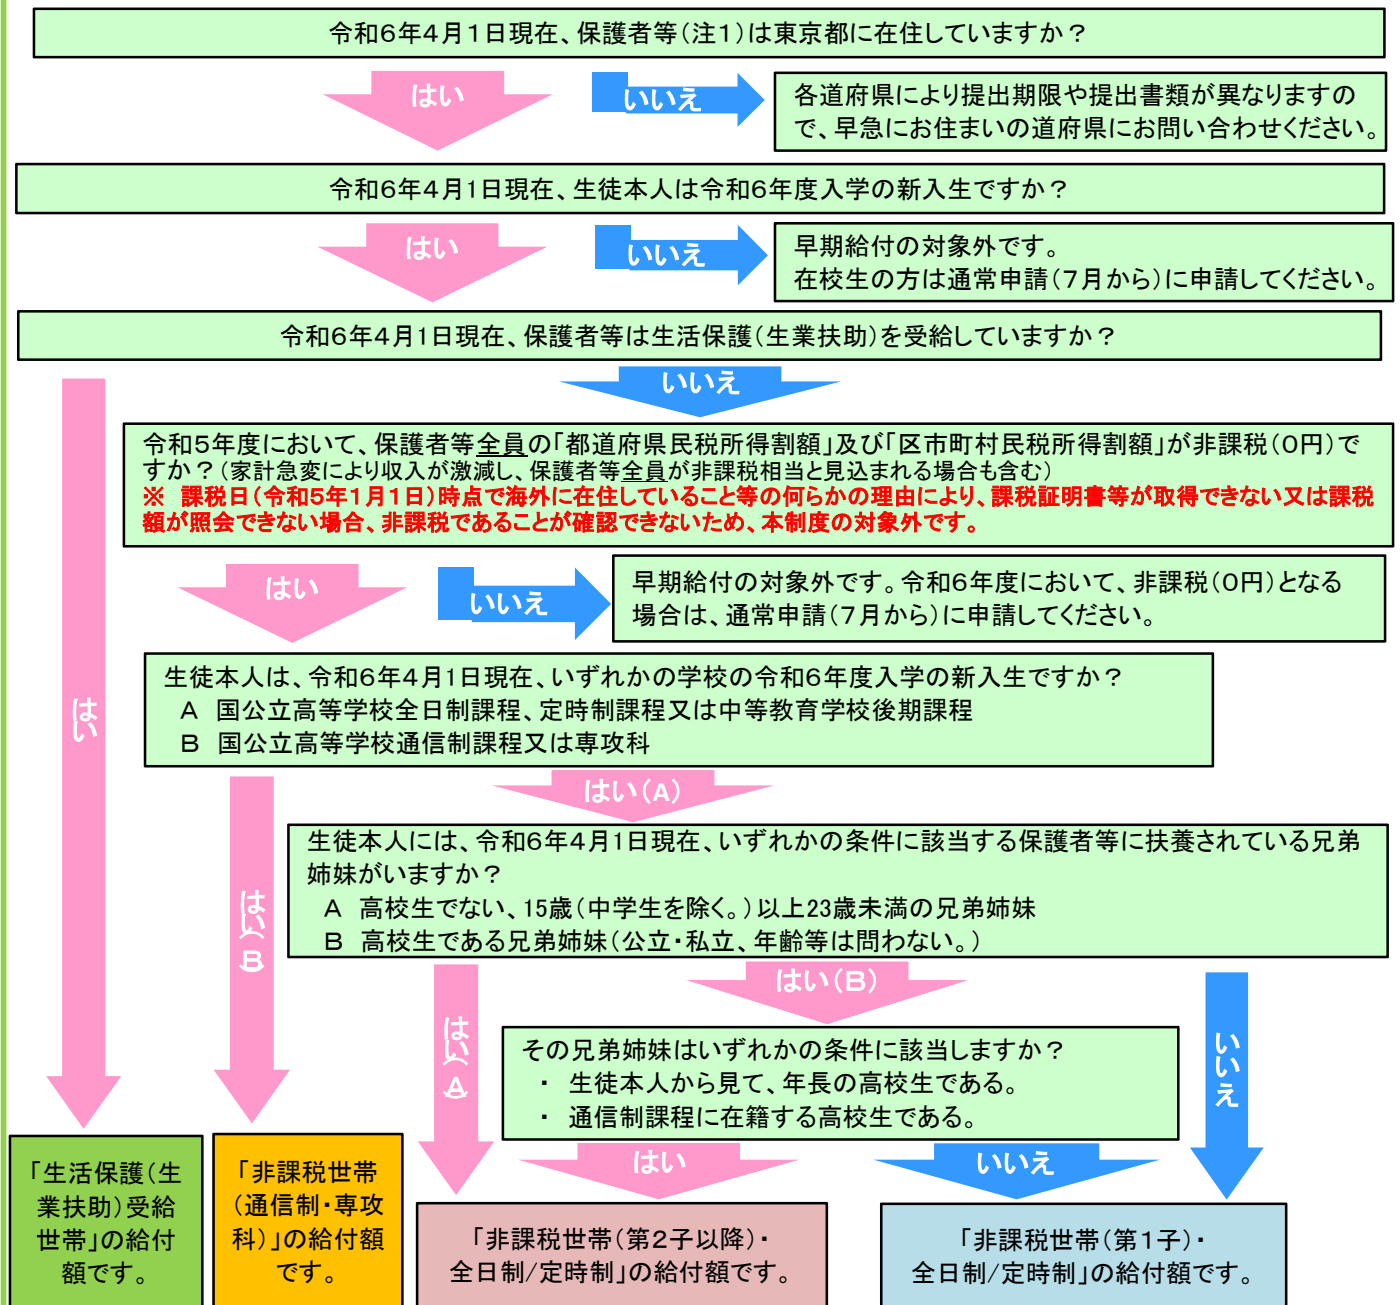 令和６年４月１日現在、保護者等（注１）は東京都に在住していますか？
はい
いいえ
各道府県により提出期限や提出書類が異なりますの
で、早急にお住まいの道府県にお問い合わせください。
令和６年４月1日現在、生徒本人は令和６年度入学の新入生ですか？
はい
いいえ
早期給付の対象外です。
在校生の方は通常申請（７月から）に申請してください。
令和６年４月1日現在、保護者等は生活保護（生業扶助）を受給していますか？
いいえ
はい
令和５年度において、保護者等全員の「都道府県民税所得割額」及び「区市町村民税所得割額」が非課税（０円）で
すか？（家計急変により収入が激減し、保護者等全員が非課税相当と見込まれる場合も含む）
※　課税日（令和５年１月１日）時点で海外に在住していること等の何らかの理由により、課税証明書等が取得できない又は課税
額が照会できない場合、非課税であることが確認できないため、本制度の対象外です。
はい
いいえ
早期給付の対象外です。令和６年度において、非課税（０円）となる
場合は、通常申請（７月から）に申請してください。
生徒本人は、令和６年４月１日現在、いずれかの学校の令和６年度入学の新入生ですか？
Ａ　国公立高等学校全日制課程、定時制課程又は中等教育学校後期課程
Ｂ　国公立高等学校通信制課程又は専攻科
はい（A）
はい（Ｂ）
生徒本人には、令和６年４月１日現在、いずれかの条件に該当する保護者等に扶養されている兄弟
姉妹がいますか？
Ａ　高校生でない、15歳（中学生を除く。）以上23歳未満の兄弟姉妹
Ｂ　高校生である兄弟姉妹（公立・私立、年齢等は問わない。）
はい（Ａ）
はい（Ｂ）
いいえ
その兄弟姉妹はいずれかの条件に該当しますか？
・　生徒本人から見て、年長の高校生である。
・　通信制課程に在籍する高校生である。
はい
いいえ
「生活保護（生
業扶助）受給
世帯」の給付
額です。
「非課税世帯
（通信制・専攻
科）」の給付額
です。
「非課税世帯（第２子以降）・
全日制/定時制」の給付額です。
「非課税世帯（第１子）・
全日制/定時制」の給付額です。